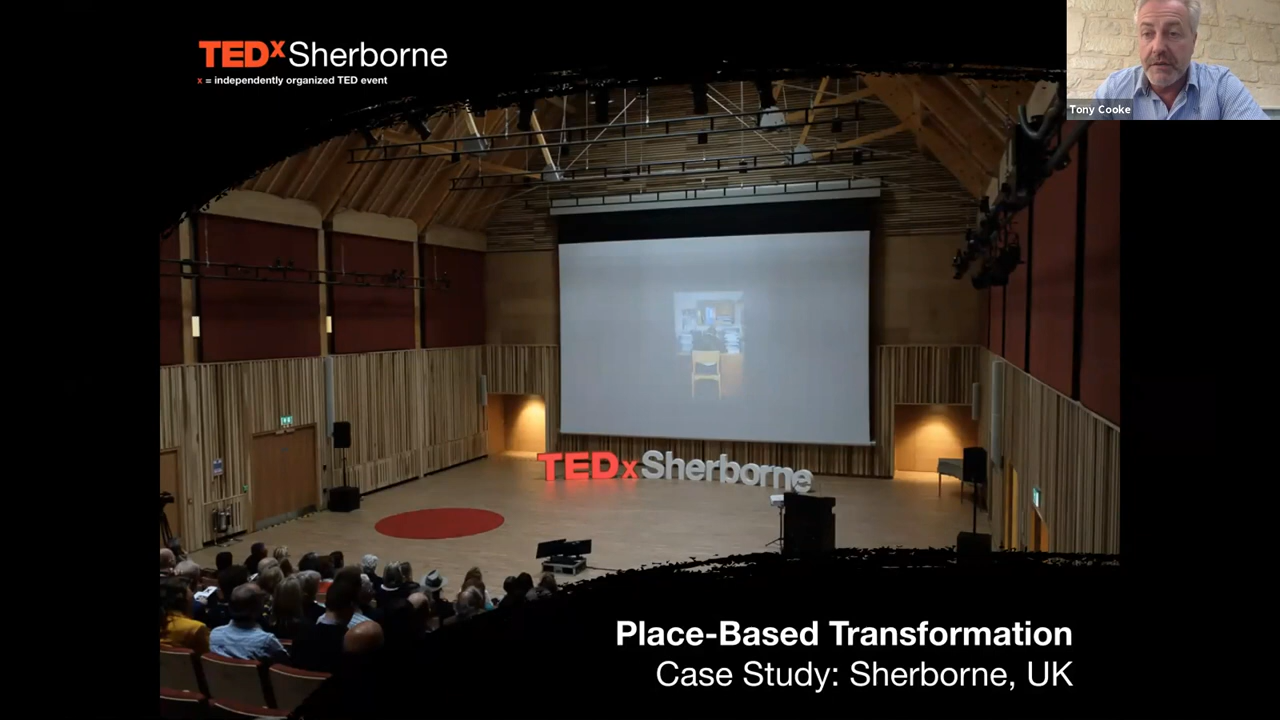 TEDxSherborne
x = independently organized TED event
Tony Cooke
TEDxSherborne
Place-Based Transformation
Case Study: Sherborne, UK